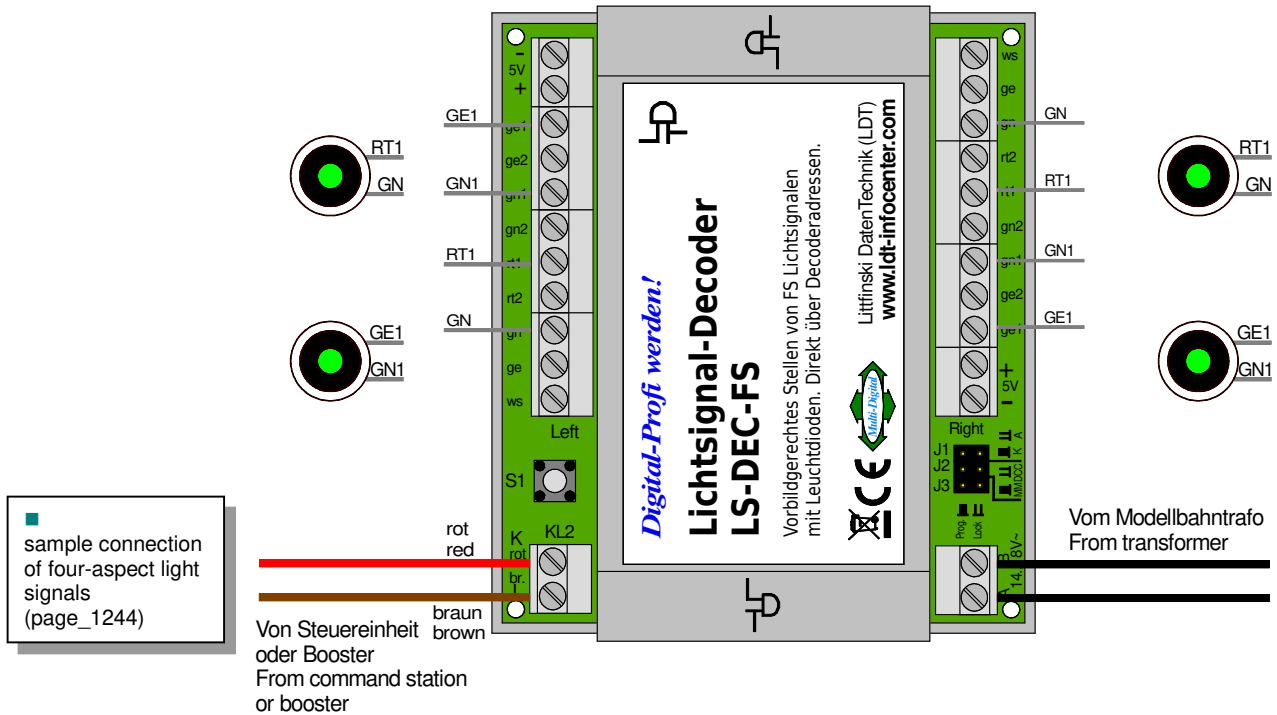 -
5V
+
ge1
ge2
gn1
gn2
rt1
rt2
gn
ge
ws
Left
S1
K
KL2
rot
br.
GE1
GN1
RT1
GN
RT1
GN
GE1
GN1
Digital-Profi werden!
Lichtsignal-Decoder
LS-DEC-FS
Vorbildgerechtes Stellen von FS Lichtsignalen
mit Leuchtdioden. Direkt über Decoderadressen.
Littfinski DatenTechnik (LDT)
www.ldt-infocenter.com
Multi-Digital
CE
ws
ge
gn
rt2
rt1
gn2
gn1
ge2
ge1
+
5V
-
Right
J1
J2
J3
A
K
DCC
MM
Prog.
Lock
B
A
GN
RT1
GN1
GE1
RT1
GN
GE1
GN1
sample connection
of four-aspect light
signals
(page_1244)
rot
red
braun
brown
Von Steuereinheit
oder Booster
From command station
or booster
Vom Modellbahntrafo
From transformer